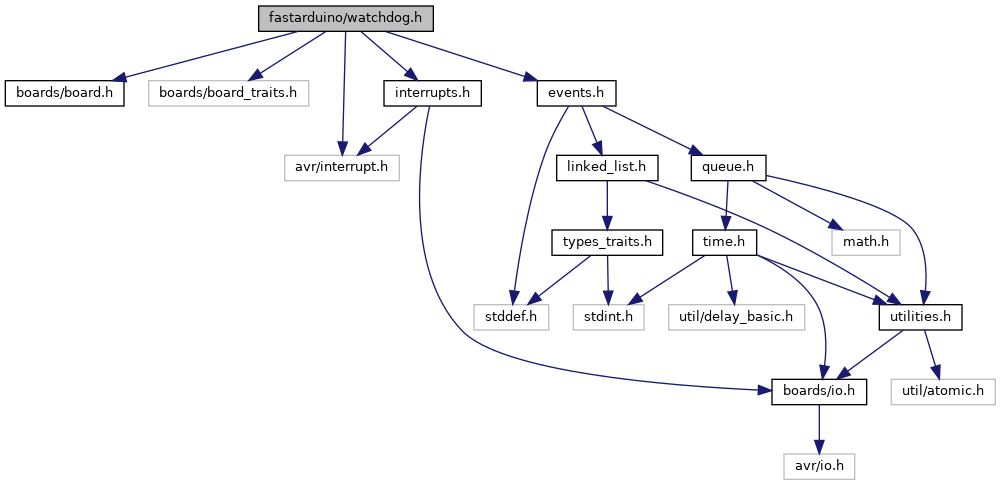 fastarduino/watchdog.h
boards/board.h
boards/board_traits.h
interrupts.h
events.h
avr/interrupt.h
linked_list.h
queue.h
types_traits.h
time.h
math.h
stddef.h
stdint.h
util/delay_basic.h
utilities.h
boards/io.h
util/atomic.h
avr/io.h